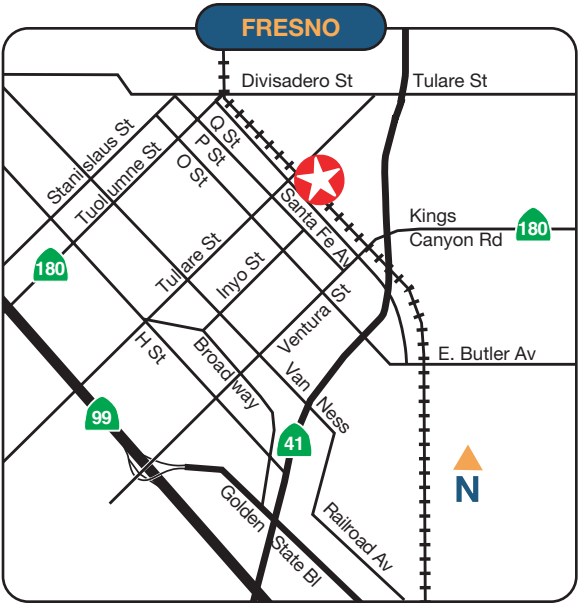 FRESNO
Divisadero St
Tulare St
Stanislaus St
Tuolumne St
Q St
P St
O St
Santa Fe Av
Kings
Canyon Rd
180
180
Tulare St
Inyo St
Ventura St
H St
Broadway
Van Ness
E. Butler Av
99
41
N
Golden State Bl
Railroad Av